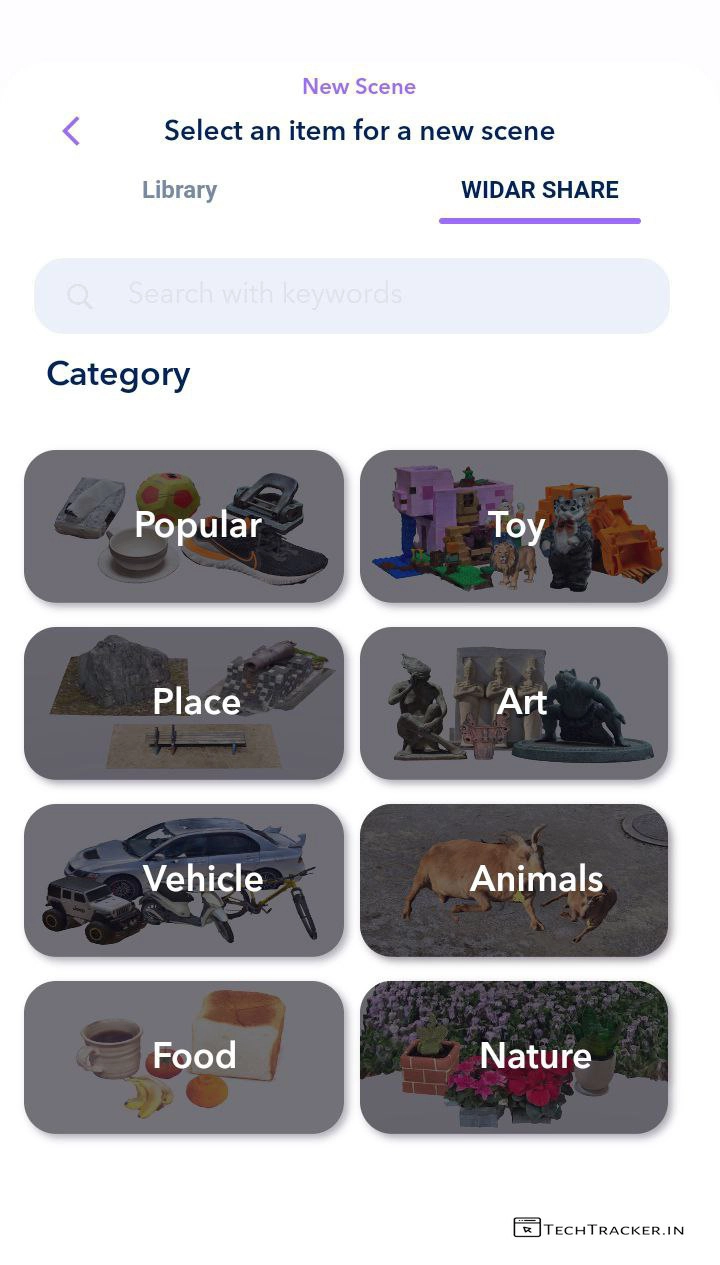 New Scene
Select an item for a new scene
Library
WIDAR SHARE
Search with keywords
Category
Popular
Toy
Place
Art
Vehicle
Animals
Food
Nature
TECHTRACKER.IN